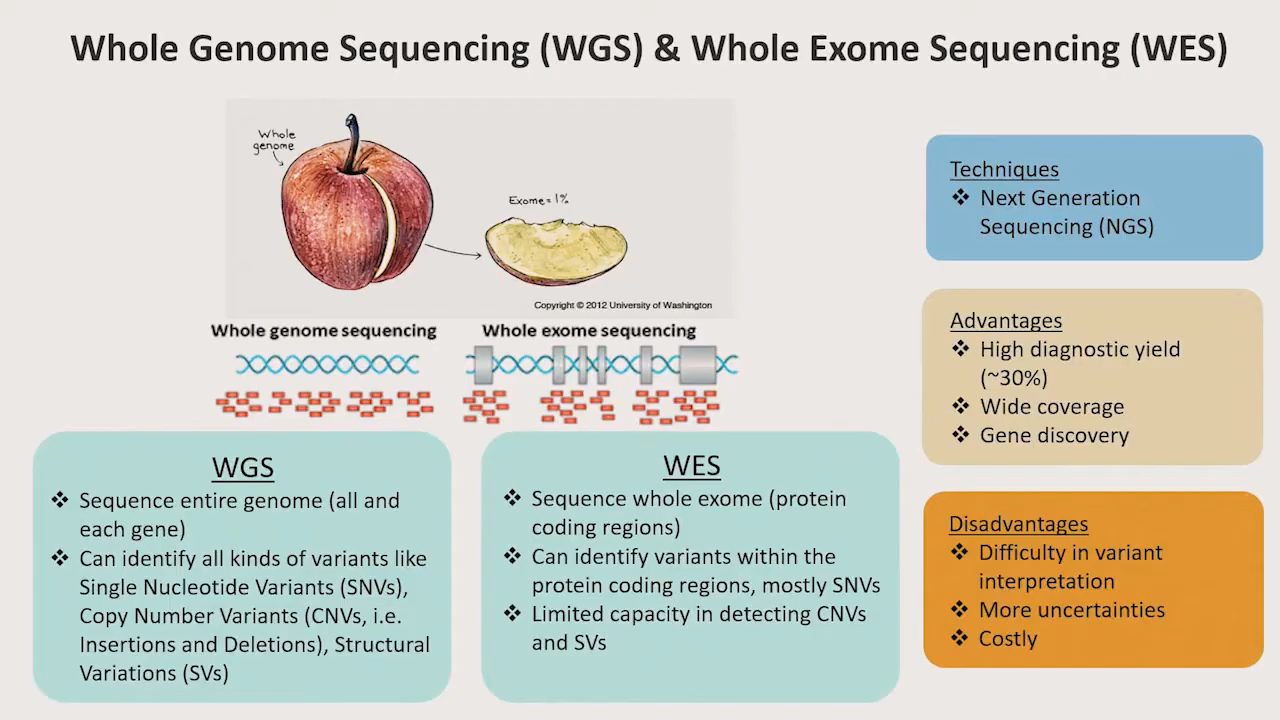 Whole Genome Sequencing (WGS) & Whole Exome Sequencing (WES)
Whole
genome
Exome = 1%
Copyright © 2012 University of Washington
Whole genome sequencing
Whole exome sequencing
WGS
❖ Sequence entire genome (all and
each gene)
❖ Can identify all kinds of variants like
Single Nucleotide Variants (SNVs),
Copy Number Variants (CNVs, i.e.
Insertions and Deletions), Structural
Variations (SVs)
WES
❖ Sequence whole exome (protein
coding regions)
❖ Can identify variants within the
protein coding regions, mostly SNVs
❖ Limited capacity in detecting CNVs
and SVs
Techniques
❖ Next Generation
Sequencing (NGS)
Advantages
❖ High diagnostic yield
(~30%)
❖ Wide coverage
❖ Gene discovery
Disadvantages
❖ Difficulty in variant
interpretation
❖ More uncertainties
❖ Costly